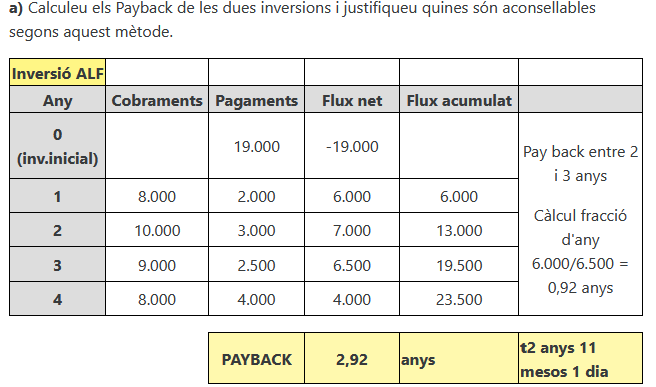 a) Calculeu els Payback de les dues inversions i justifiqueu quines són aconsellables
segons aquest mètode.
Inversió ALF
Any Cobraments Pagaments Flux net Flux acumulat
0
(inv.inicial) 19.000 -19.000
1 8.000 2.000 6.000 6.000
2 10.000 3.000 7.000 13.000
3 9.000 2.500 6.500 19.500
4 8.000 4.000 4.000 23.500
Pay back entre 2
i 3 anys
Càlcul fracció
d'any
6.000/6.500 =
0,92 anys
PAYBACK 2,92 anys t2 anys 11
mesos 1 dia